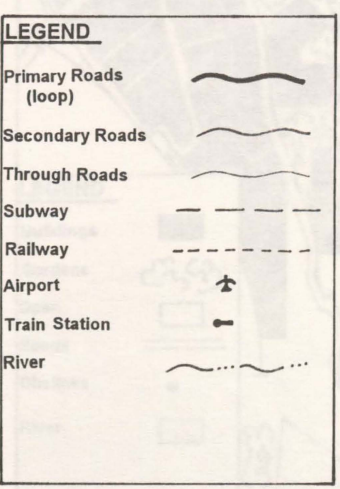 LEGEND
Primary Roads
(loop)
Secondary Roads
Through Roads
Subway
Railway
Airport
Train Station
River